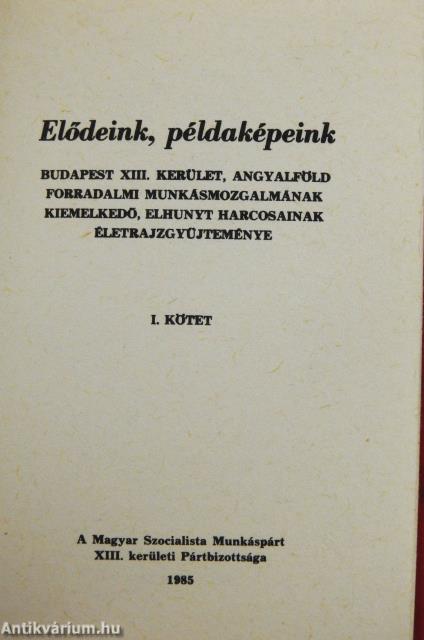 Elődeink, példaképeink
BUDAPEST XIII. KERÜLET, ANGYALFÖLD
FORRADALMI MUNKÁSMOZGALMÁNAK
KIEMELKEDŐ, ELHUNYT HARCOSAINAK
ÉLETRAJZGYŰJTEMÉNYE
I. KÖTET
A Magyar Szocialista Munkáspárt
XIII. kerületi Pártbizottsága
1985
Antikvárium.hu